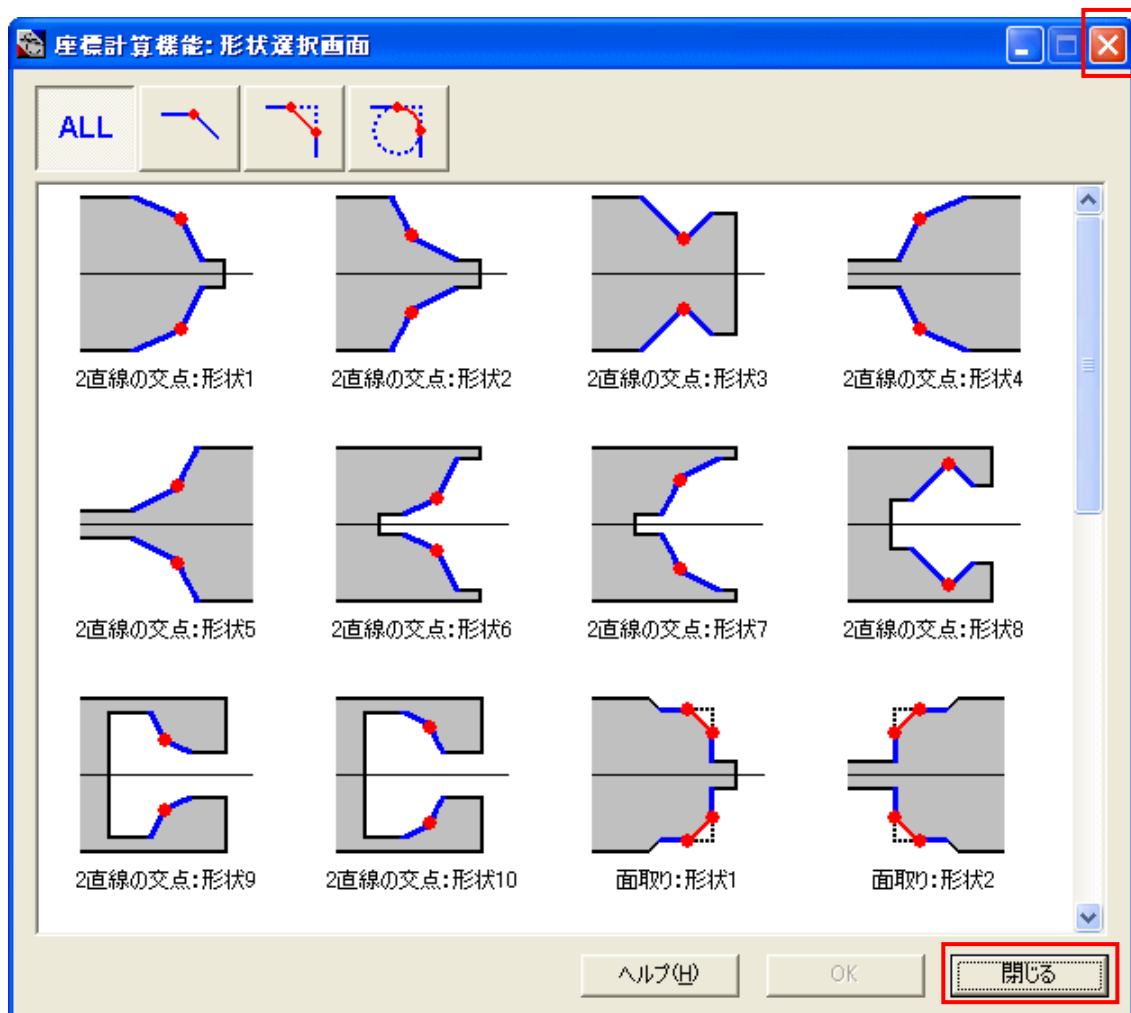 座標計算機能:形状選択画面
ALL
2直線の交点:形状1
2直線の交点:形状2
2直線の交点:形状3
2直線の交点:形状4
2直線の交点:形状5
2直線の交点:形状6
2直線の交点:形状7
2直線の交点:形状8
2直線の交点:形状9
2直線の交点:形状10
面取り:形状1
面取り:形状2
ヘルプ(H)
OK
閉じる